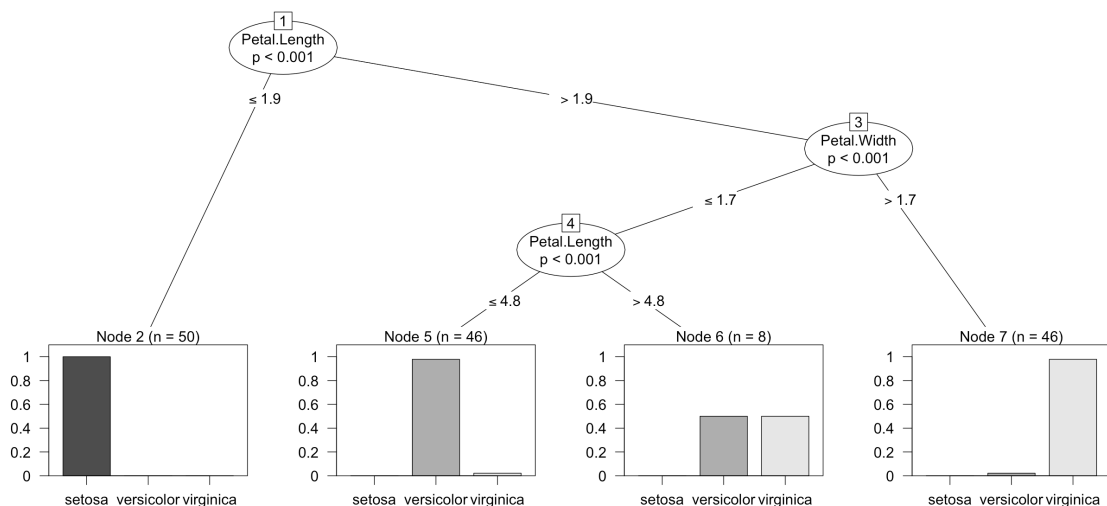 1
Petal.Length
p < 0.001
≤ 1.9
> 1.9
3
Petal.Width
p < 0.001
≤ 1.7
> 1.7
4
Petal.Length
p < 0.001
≤ 4.8
> 4.8
Node 2 (n = 50)
1
0.8
0.6
0.4
0.2
0
setosa versicolor virginica
Node 5 (n = 46)
1
0.8
0.6
0.4
0.2
0
setosa versicolor virginica
Node 6 (n = 8)
1
0.8
0.6
0.4
0.2
0
setosa versicolor virginica
Node 7 (n = 46)
1
0.8
0.6
0.4
0.2
0
setosa versicolor virginica